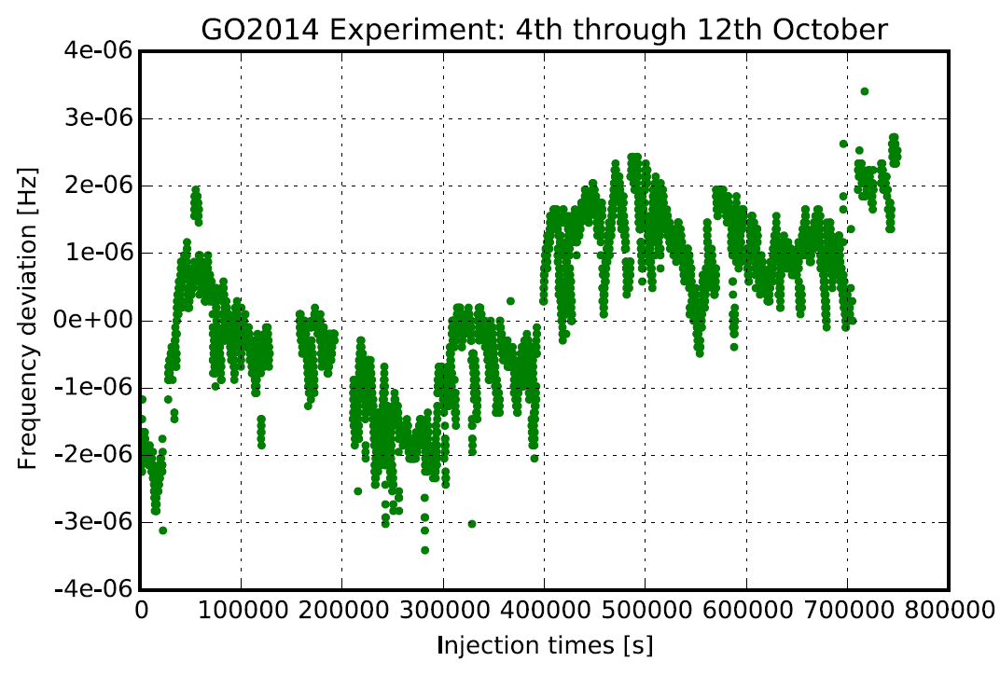 GO2014 Experiment: 4th through 12th October
4e-06
3e-06
2e-06
1e-06
0e+00
-1e-06
-2e-06
-3e-06
-4e-06
Frequency deviation [Hz]
0 100000 200000 300000 400000 500000 600000 700000 800000
Injection times [s]